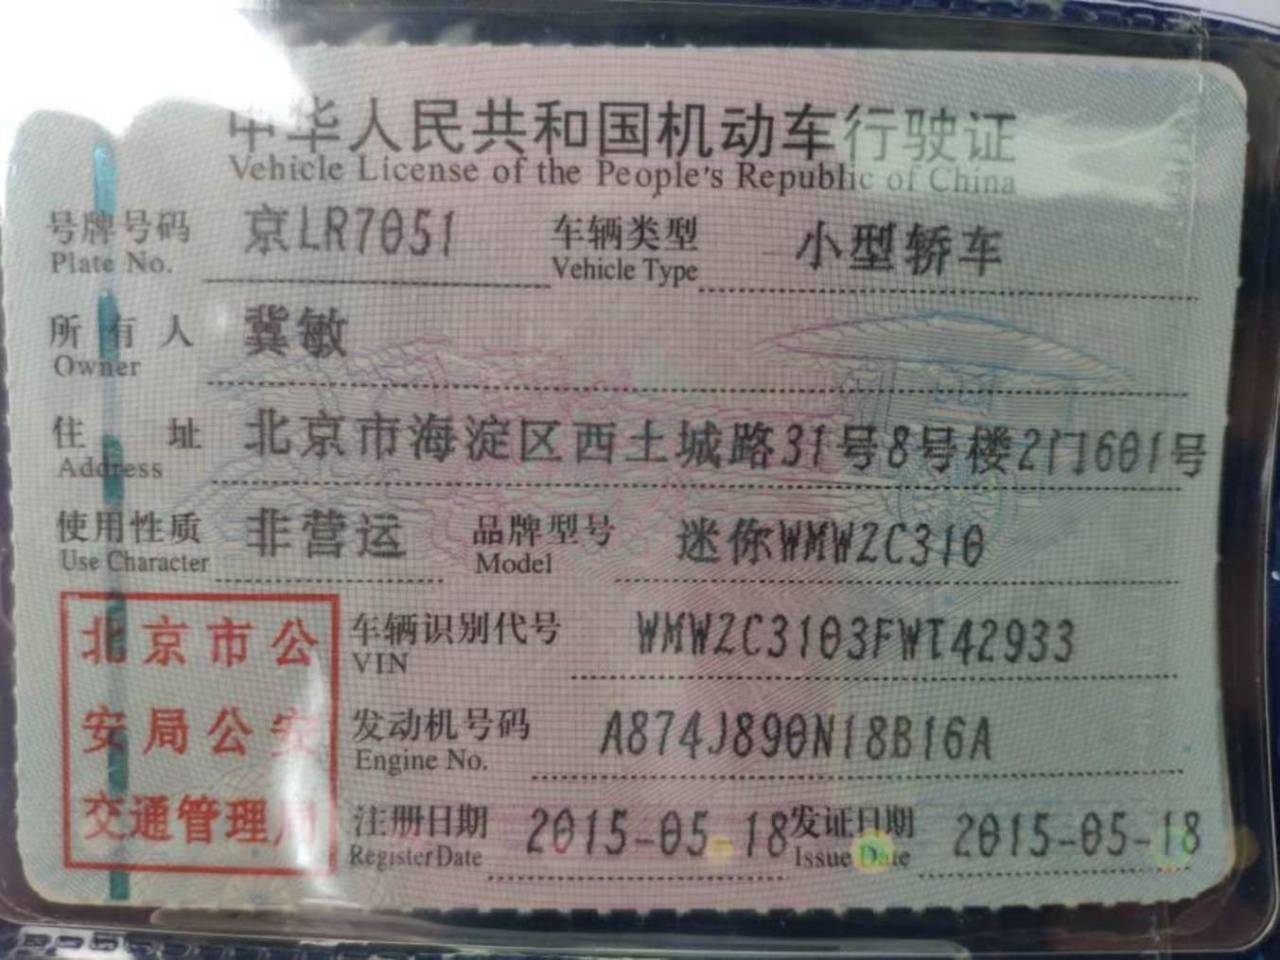 中华人民共和国机动车行驶证
Vehicle License of the People's Republic of China
号牌号码 京LR7051 车辆类型 小型轿车
Plate No. Vehicle Type
所有人 冀敏
Owner
住址 北京市海淀区西土城路31号8号楼2门601号
Address
使用性质 非营运 品牌型号 迷你WMWZC310
Use Character Model
北京市公
安局公安
交通管理局
车辆识别代号 WMWZC3103FWT42933
VIN
发动机号码 A874J890N18B16A
Engine No.
注册日期 2015-05-18 发证日期 2015-05-18
Register Date Issue Date